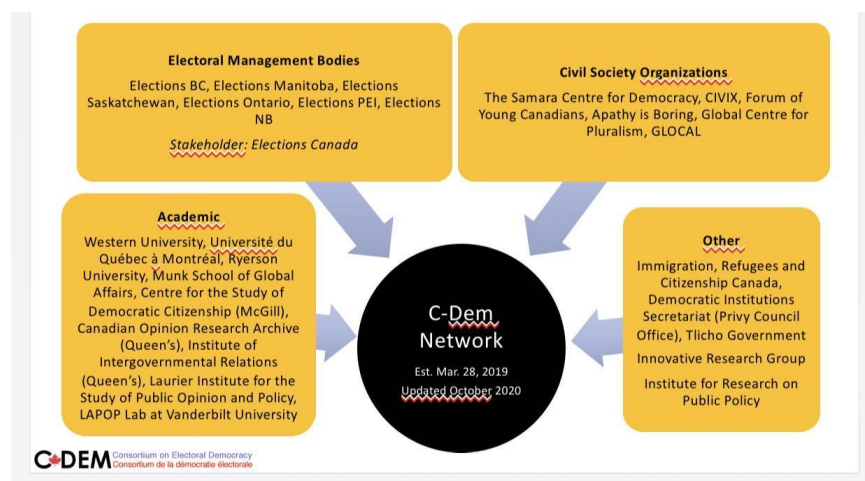 Electoral Management Bodies
Elections BC, Elections Manitoba, Elections
Saskatchewan, Elections Ontario, Elections PEI, Elections
NB
Stakeholder: Elections Canada
Civil Society Organizations
The Samara Centre for Democracy, CIVIX, Forum of
Young Canadians, Apathy is Boring, Global Centre for
Pluralism, GLOCAL
Academic
Western University, Université du
Québec à Montréal, Ryerson
University, Munk School of Global
Affairs, Centre for the Study of
Democratic Citizenship (McGill),
Canadian Opinion Research Archive
(Queen's), Institute of
Intergovernmental Relations
(Queen's), Laurier Institute for the
Study of Public Opinion and Policy,
LAPOP Lab at Vanderbilt University
C-Dem
Network
Est. Mar. 28, 2019
Updated October 2020
Other
Immigration, Refugees and
Citizenship Canada,
Democratic Institutions
Secretariat (Privy Council
Office), Tlicho Government
Innovative Research Group
Institute for Research on
Public Policy
C DEM
Consortium on Electoral Democracy
Consortium de la démocratie électorale